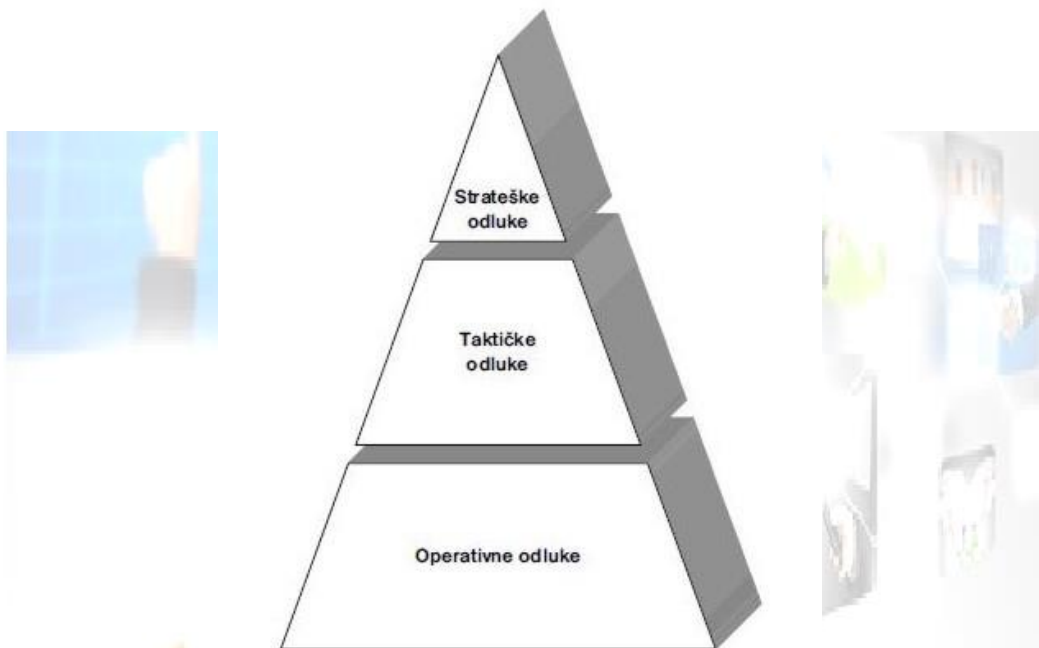 Strateške
odluke
Taktičke
odluke
Operativne odluke